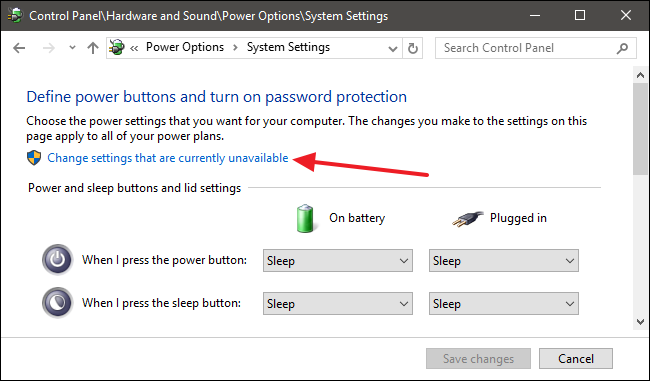 Control Panel\Hardware and Sound\Power Options\System Settings
« Power Options > System Settings
Search Control Panel
Define power buttons and turn on password protection
Choose the power settings that you want for your computer. The changes you make to the settings on this
page apply to all of your power plans.
Change settings that are currently unavailable
Power and sleep buttons and lid settings
On battery Plugged in
When I press the power button: Sleep Sleep
When I press the sleep button: Sleep Sleep
Save changes Cancel